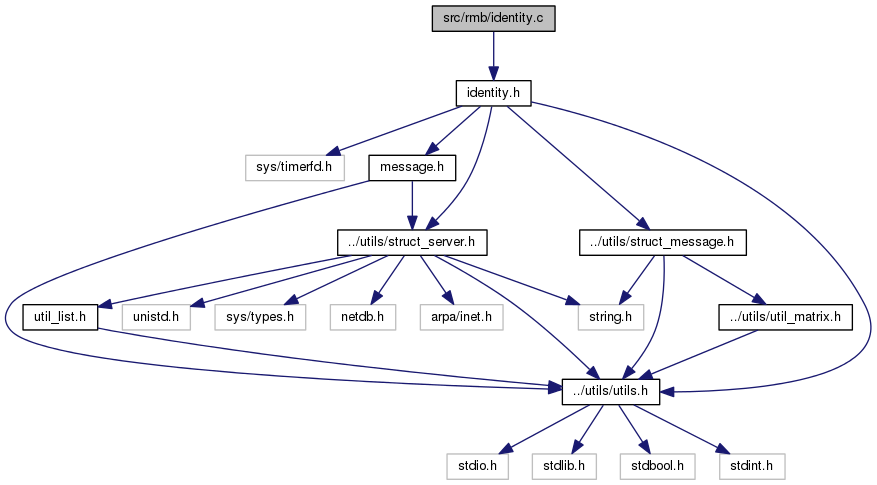 src/rmb/identity.c
identity.h
sys/timerfd.h
message.h
../utils/struct_server.h
../utils/struct_message.h
util_list.h
unistd.h
sys/types.h
netdb.h
arpa/inet.h
string.h
../utils/util_matrix.h
../utils/utils.h
stdio.h
stdlib.h
stdbool.h
stdint.h